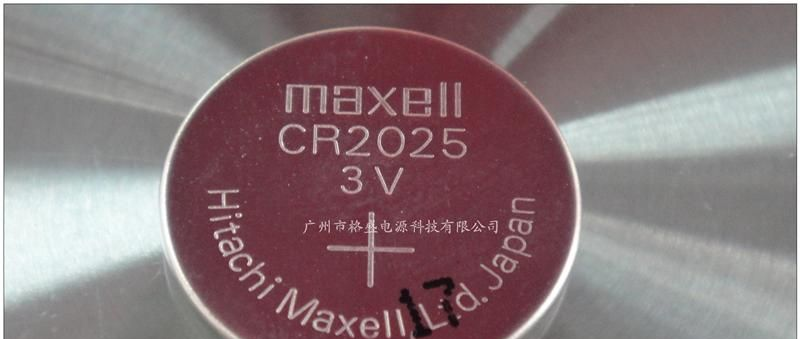 maxell
CR2025
3V
广州市格盛电源科技有限公司
+
Hitachi Maxell, Ltd. Japan
17